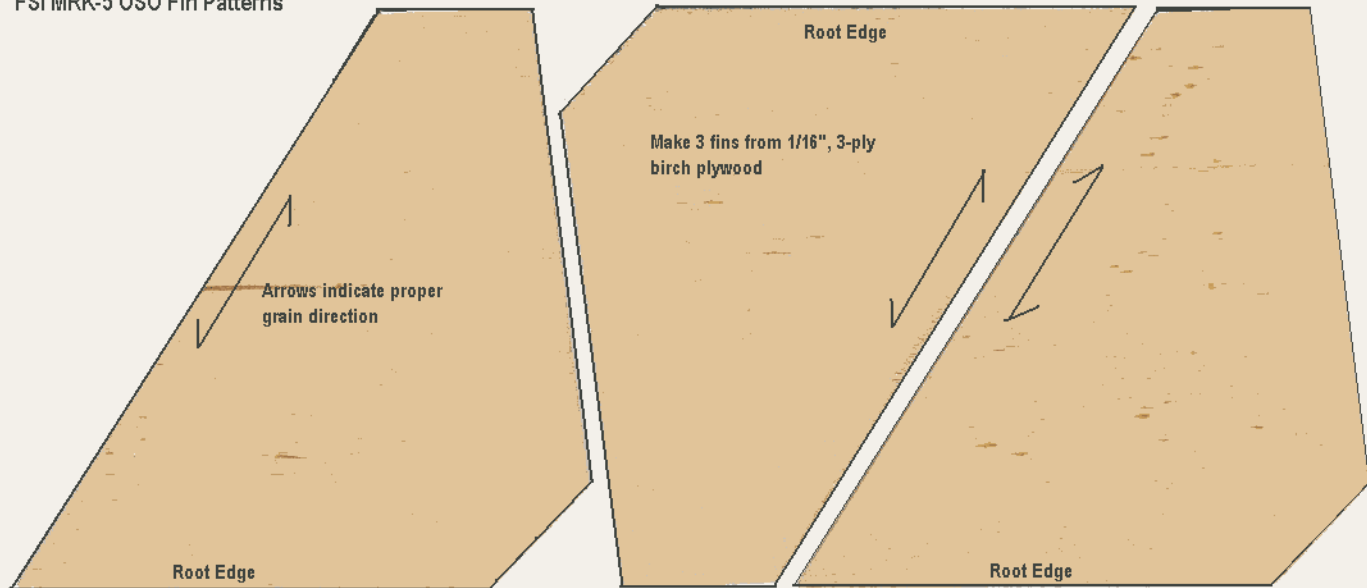 FSI MRK-5 OSO Fin Patterns
Root Edge
Make 3 fins from 1/16", 3-ply
birch plywood
Arrows indicate proper
grain direction
Root Edge
Root Edge